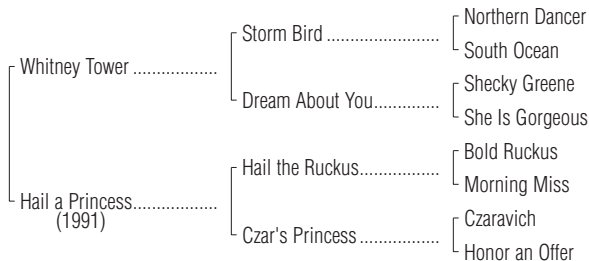 Northern Dancer
Storm Bird .......................
South Ocean
Whitney Tower .................
Shecky Greene
Dream About You..............
She Is Gorgeous
Bold Ruckus
Hail the Ruckus.................
Morning Miss
Hail a Princess.................
(1991)
Czaravich
Czar's Princess .................
Honor an Offer